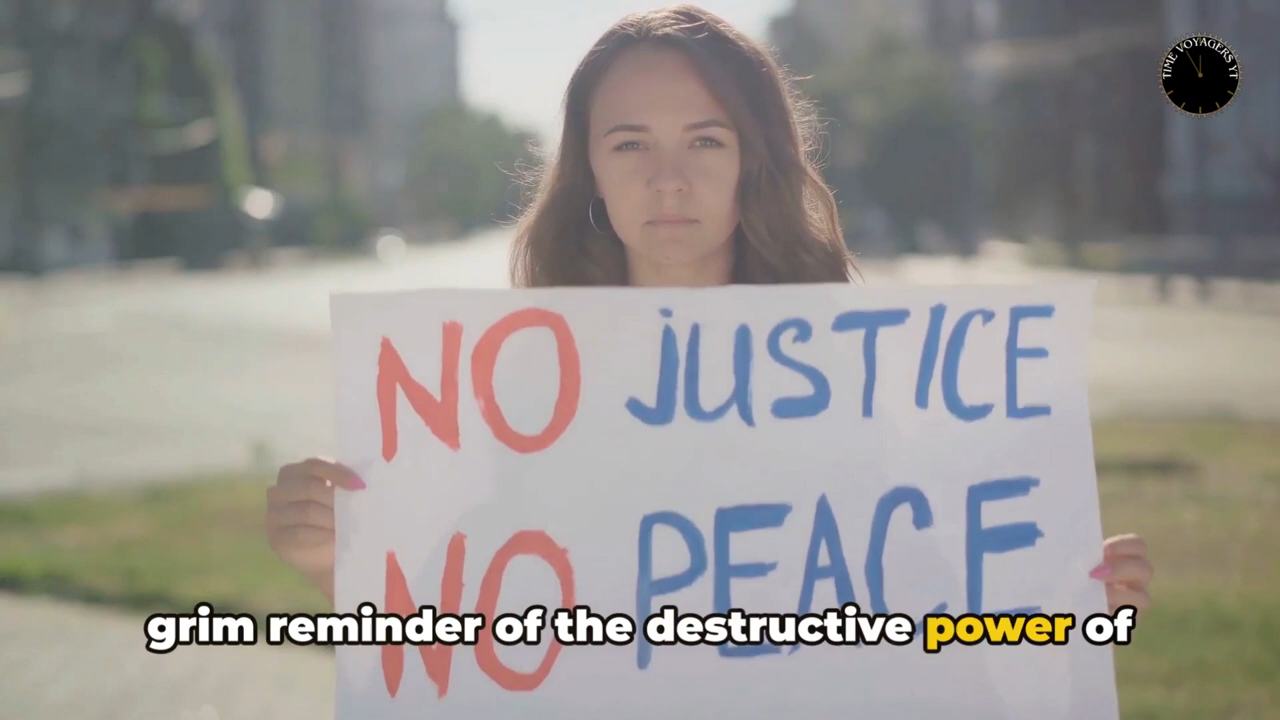 TIME VOYAGERS YT
NO JUSTICE
NO PEACE
grim reminder of the destructive power of